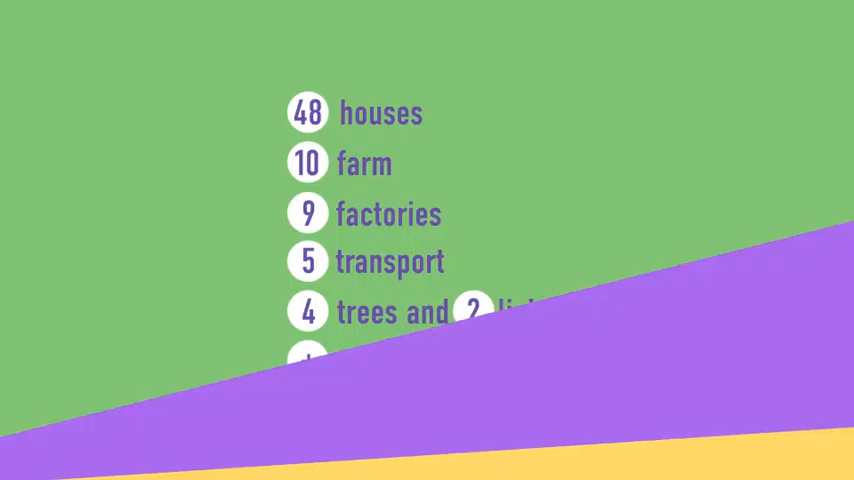 48 houses
10 farm
9 factories
5 transport
4 trees and 2